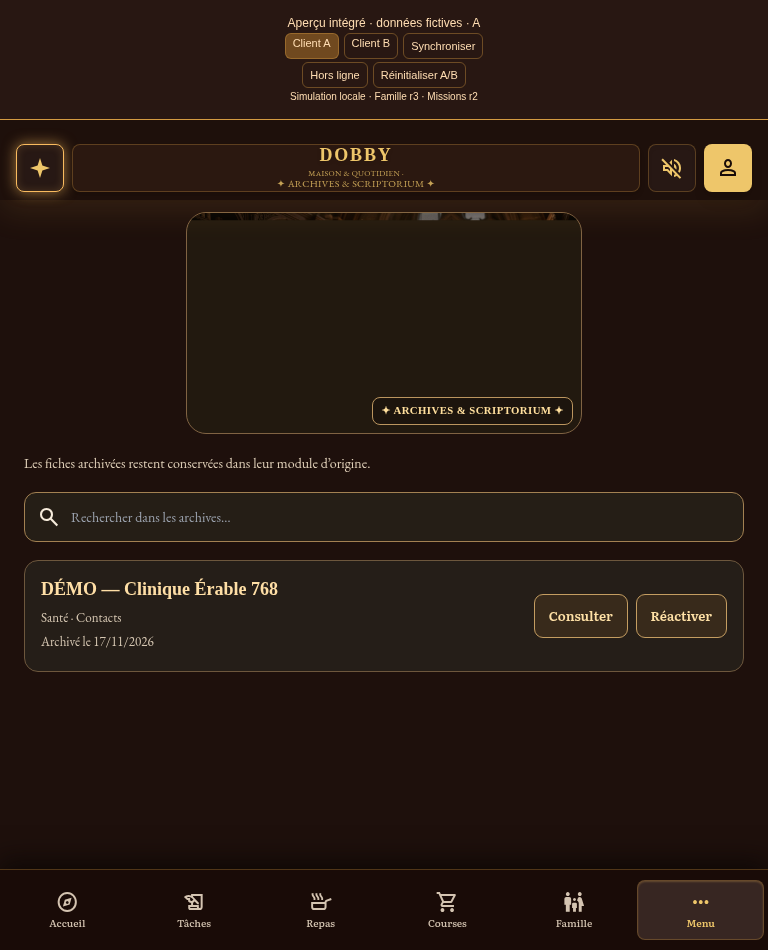 Aperçu intégré · données fictives · A
Client A
Client B
Synchroniser
Hors ligne
Réinitialiser A/B
Simulation locale · Famille r3 · Missions r2
DOBBY
MAISON & QUOTIDIEN ·
✦ ARCHIVES & SCRIPTORIUM ✦
✦ ARCHIVES & SCRIPTORIUM ✦
Les fiches archivées restent conservées dans leur module d’origine.
Rechercher dans les archives…
DÉMO — Clinique Érable 768
Santé · Contacts
Archivé le 17/11/2026
Consulter
Réactiver
Accueil
Tâches
Repas
Courses
Famille
Menu